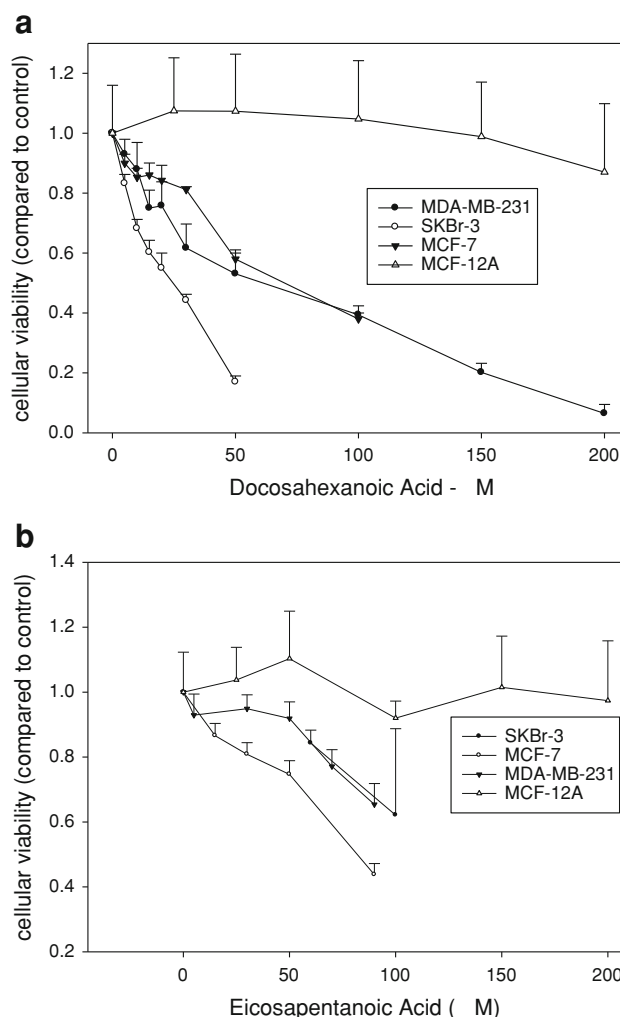 a
1.2
1.0
0.8
0.6
0.4
0.2
0.0
cellular viability (compared to control)
MDA-MB-231
SKBr-3
MCF-7
MCF-12A
0 50 100 150 200
Docosahexanoic Acid - M
b
1.4
1.2
1.0
0.8
0.6
0.4
0.2
cellular viability (compared to control)
SKBr-3
MCF-7
MDA-MB-231
MCF-12A
0 50 100 150 200
Eicosapentanoic Acid ( M)